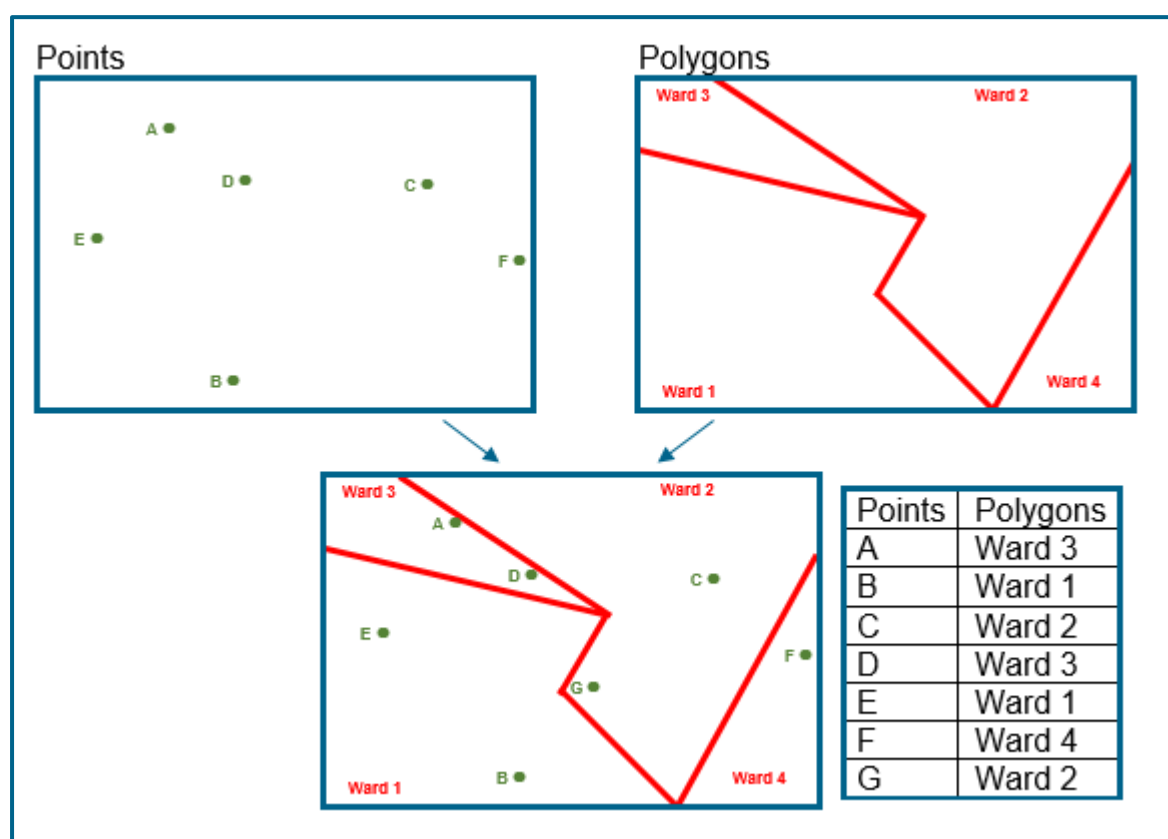 Points
A
D
C
E
F
B
Polygons
Ward 3 Ward 2
Ward 1 Ward 4
Ward 3 Ward 2
A
D
C
E
F
G
B
Ward 1 Ward 4
Points Polygons
A Ward 3
B Ward 1
C Ward 2
D Ward 3
E Ward 1
F Ward 4
G Ward 2